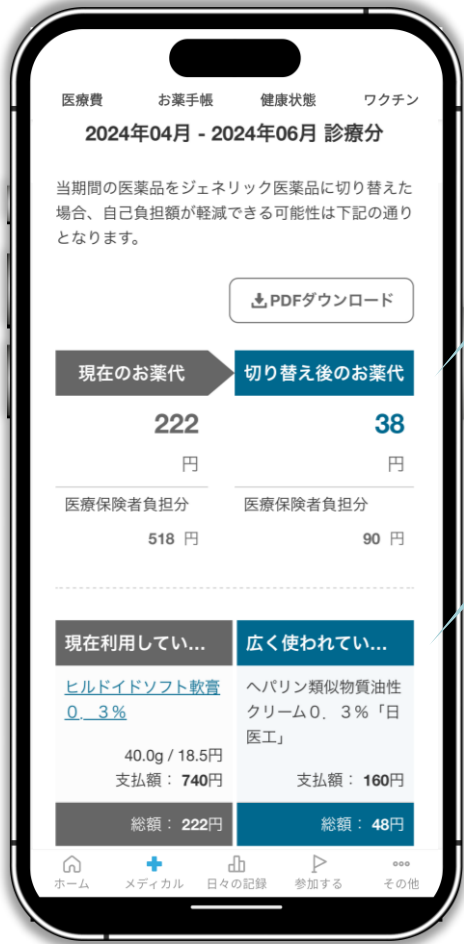 医療費 お薬手帳 健康状態 ワクチン
2024年04月 - 2024年06月 診療分
当期間の医薬品をジェネリック医薬品に切り替えた
場合、自己負担額が軽減できる可能性は下記の通り
となります。
PDFダウンロード
現在のお薬代 切り替え後のお薬代
222 38
円 円
医療保険者負担分 医療保険者負担分
518 円 90 円
現在利用してい... 広く使われてい...
ヒルドイドソフト軟膏 ヘパリン類似物質油性
０．３％ クリーム０．３％「日
医工」
40.0g / 18.5円
支払額： 740円 支払額： 160円
総額： 222円 総額： 48円
ホーム メディカル 日々の記録 参加する その他